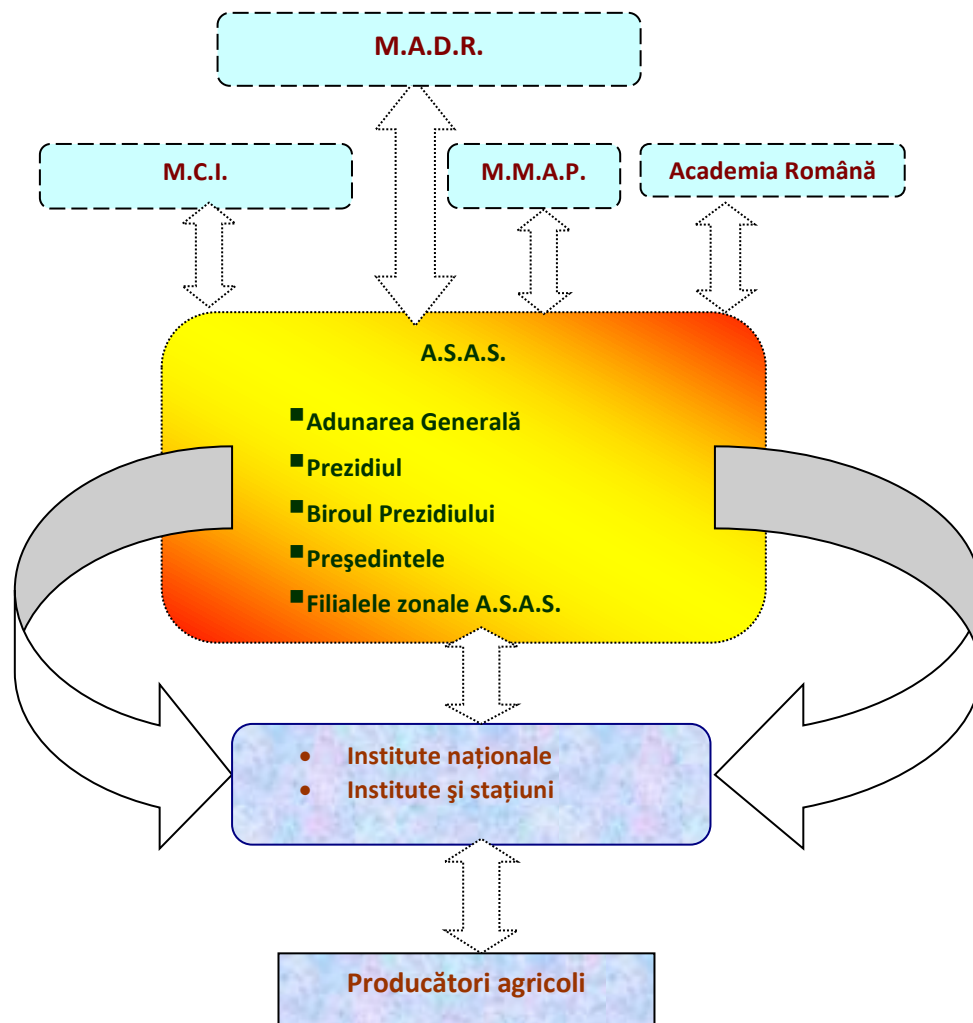 M.A.D.R.
M.C.I.
M.M.A.P.
Academia Română
A.S.A.S.
▪Adunarea Generală
▪Prezidiul
▪Biroul Prezidiului
▪Preşedintele
▪Filialele zonale A.S.A.S.
• Institute naționale
• Institute şi stațiuni
Producători agricoli